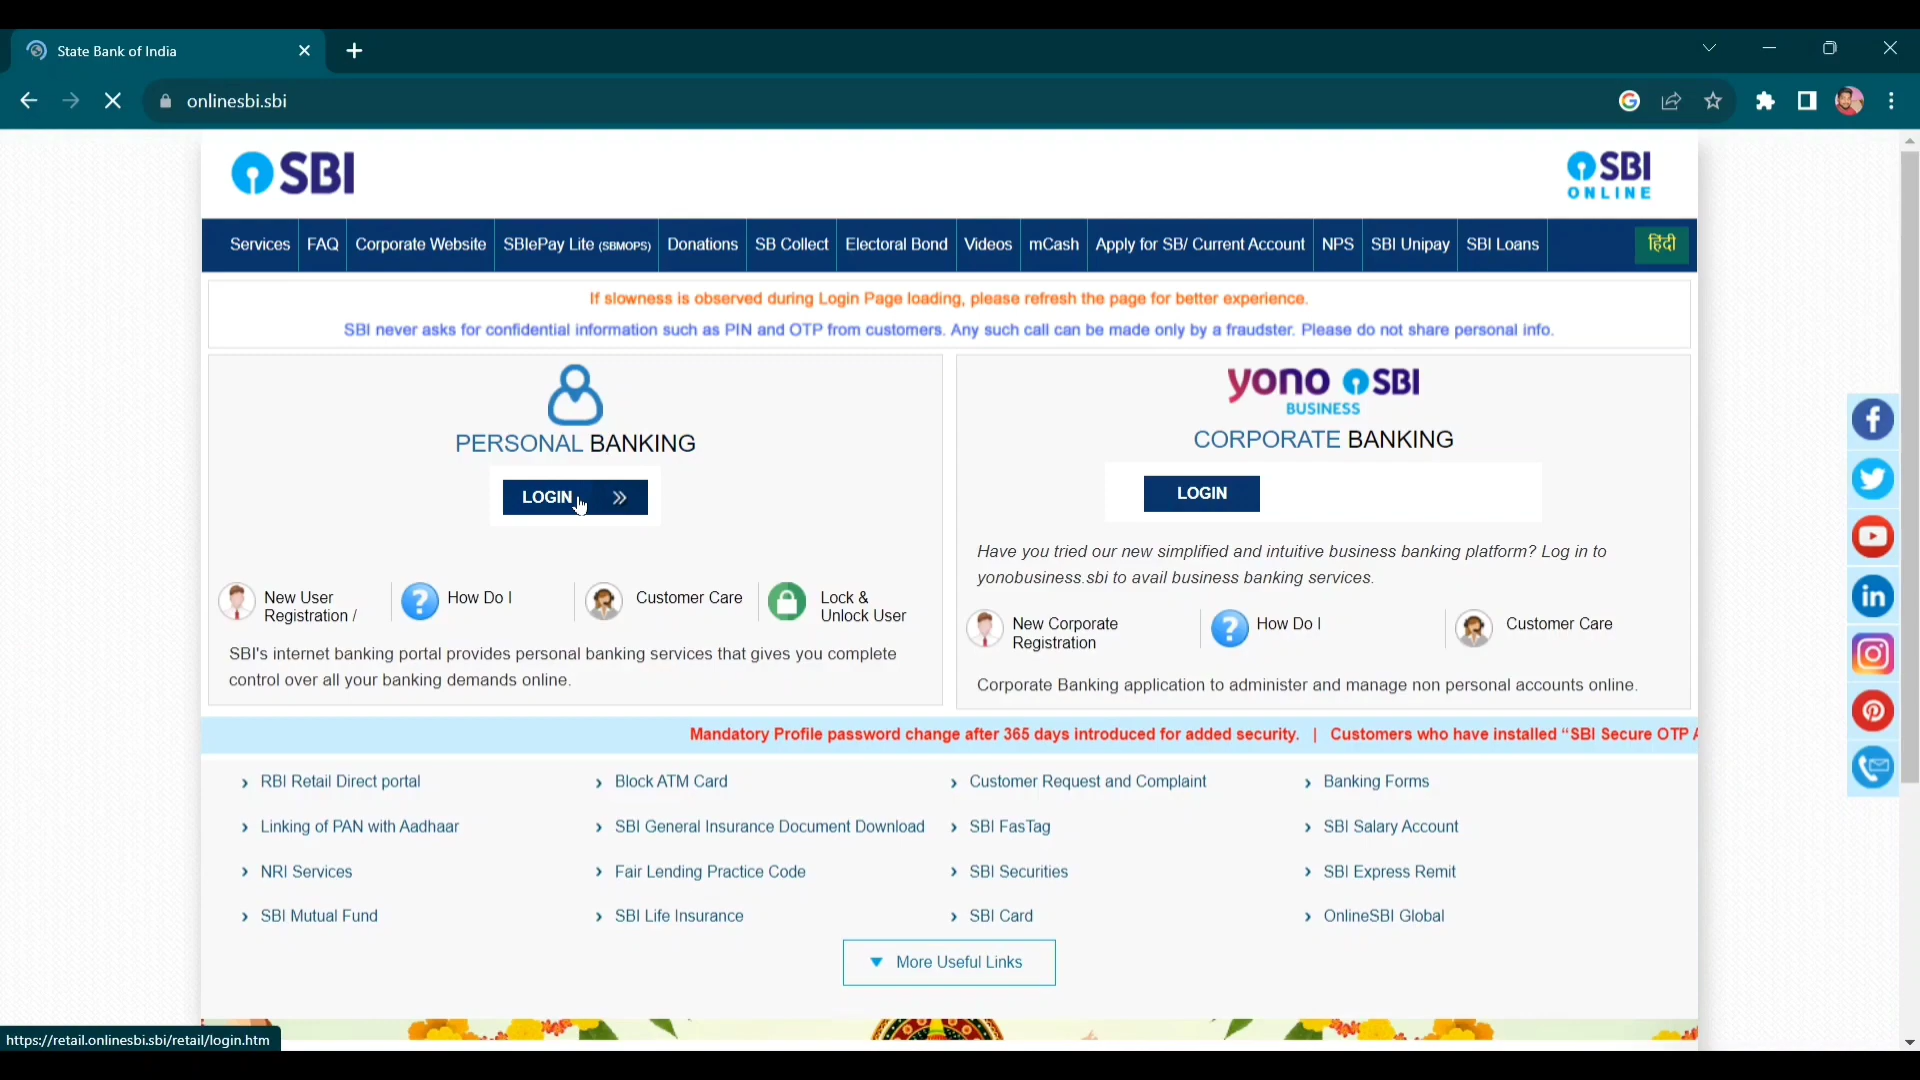 State Bank of India
onlinesbi.sbi
SBI
SBI
ONLINE
Services FAQ Corporate Website SBIePay Lite (SBMOPS) Donations SB Collect Electoral Bond Videos mCash Apply for SB/ Current Account NPS SBI Unipay SBI Loans हिंदी
If slowness is observed during Login Page loading, please refresh the page for better experience.
SBI never asks for confidential information such as PIN and OTP from customers. Any such call can be made only by a fraudster. Please do not share personal info.
PERSONAL BANKING
LOGIN
New User
Registration /
How Do I
Customer Care
Lock &
Unlock User
SBI's internet banking portal provides personal banking services that gives you complete
control over all your banking demands online.
yono SBI
BUSINESS
CORPORATE BANKING
LOGIN
Have you tried our new simplified and intuitive business banking platform? Log in to
yonobusiness.sbi to avail business banking services.
New Corporate
Registration
How Do I
Customer Care
Corporate Banking application to administer and manage non personal accounts online.
Mandatory Profile password change after 365 days introduced for added security. | Customers who have installed “SBI Secure OTP
RBI Retail Direct portal Block ATM Card Customer Request and Complaint Banking Forms
Linking of PAN with Aadhaar SBI General Insurance Document Download SBI FasTag SBI Salary Account
NRI Services Fair Lending Practice Code SBI Securities SBI Express Remit
SBI Mutual Fund SBI Life Insurance SBI Card OnlineSBI Global
More Useful Links
https://retail.onlinesbi.sbi/retail/login.htm